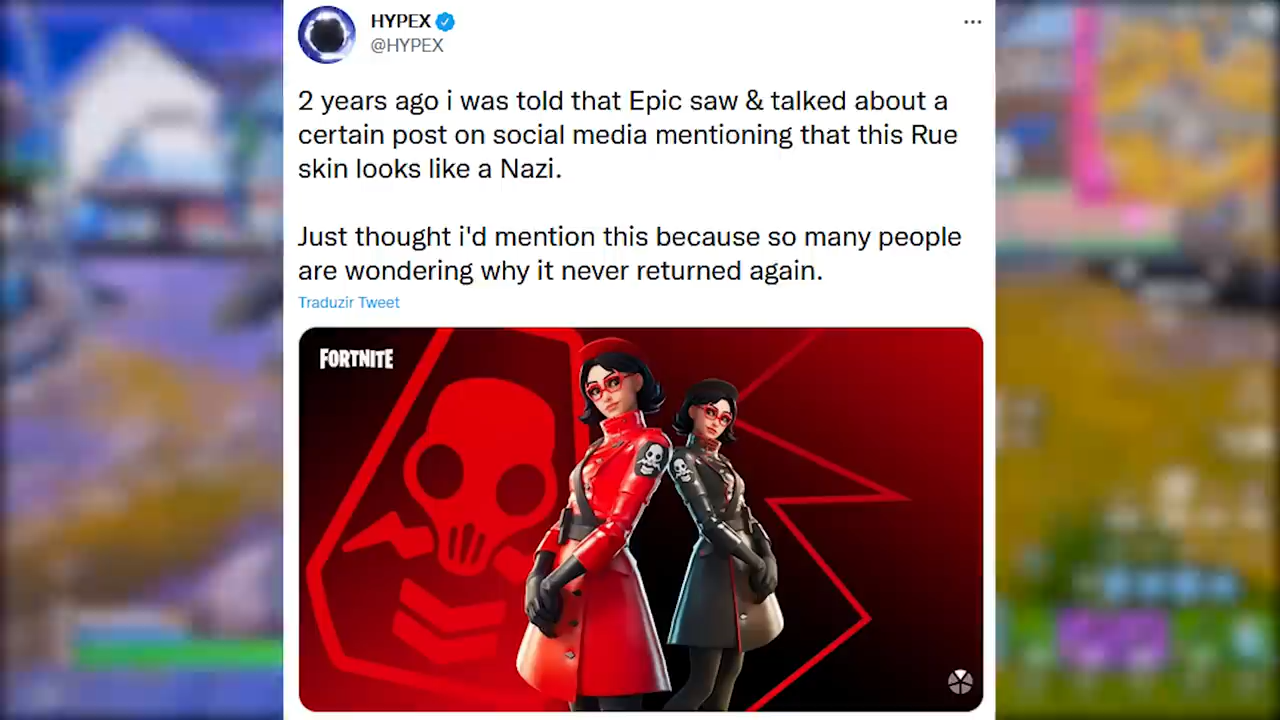 HYPEX
@HYPEX
2 years ago i was told that Epic saw & talked about a
certain post on social media mentioning that this Rue
skin looks like a Nazi.
Just thought i'd mention this because so many people
are wondering why it never returned again.
Traduzir Tweet
FORTNITE